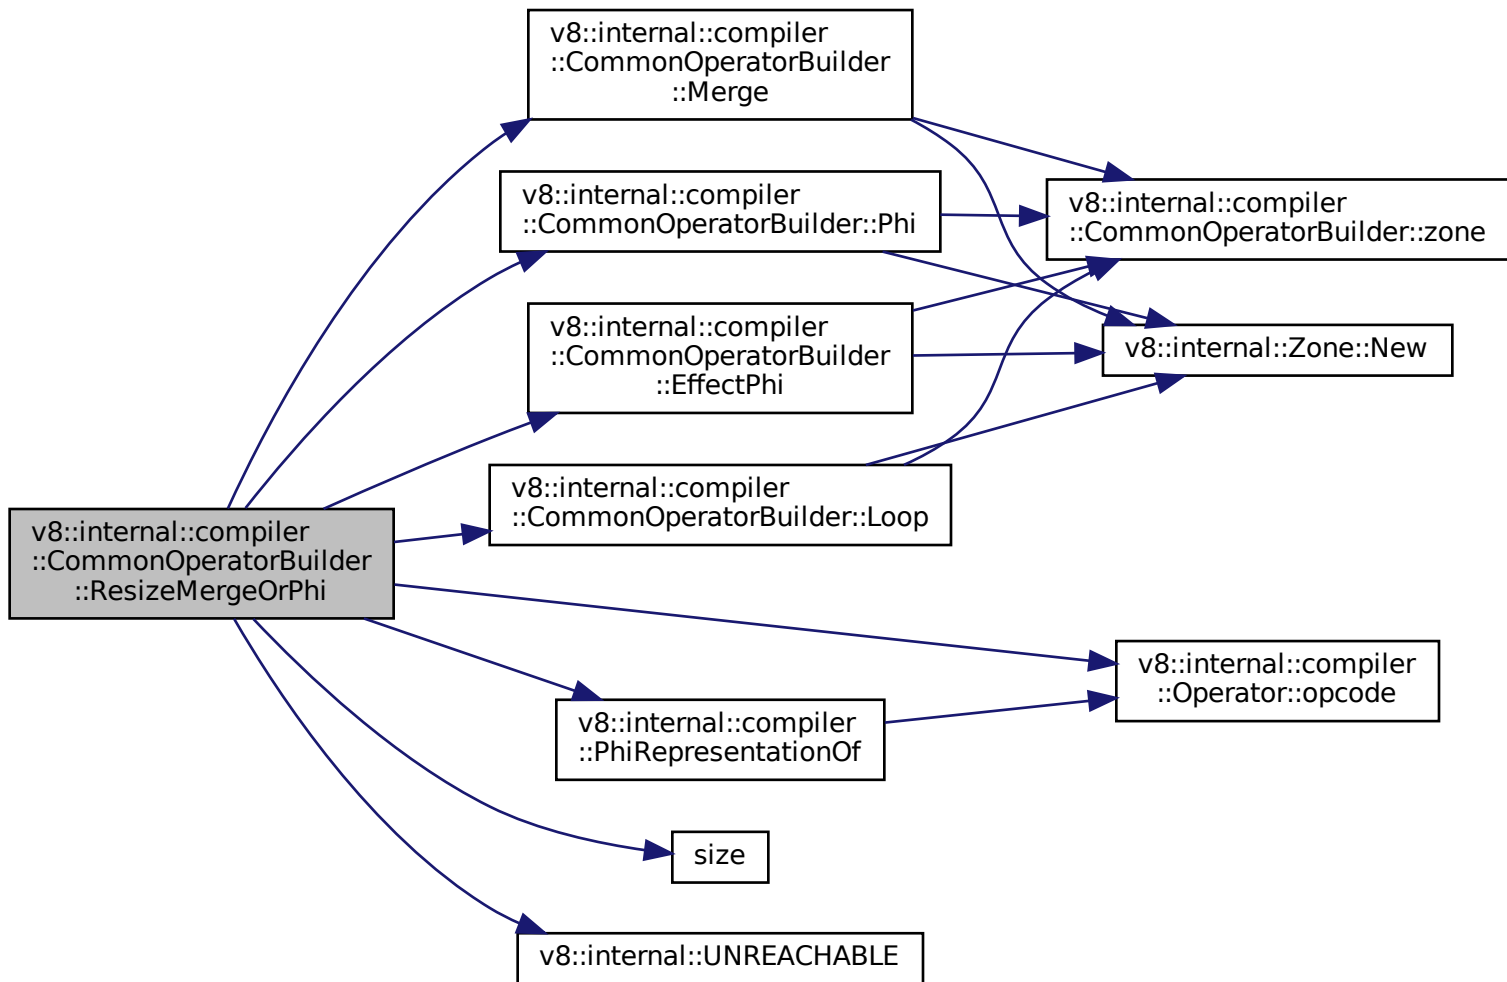 v8::internal::compiler
::CommonOperatorBuilder
::Merge
v8::internal::compiler
::CommonOperatorBuilder::Phi
v8::internal::compiler
::CommonOperatorBuilder::zone
v8::internal::compiler
::CommonOperatorBuilder
::EffectPhi
v8::internal::Zone::New
v8::internal::compiler
::CommonOperatorBuilder::Loop
v8::internal::compiler
::CommonOperatorBuilder
::ResizeMergeOrPhi
v8::internal::compiler
::Operator::opcode
v8::internal::compiler
::PhiRepresentationOf
size
v8::internal::UNREACHABLE